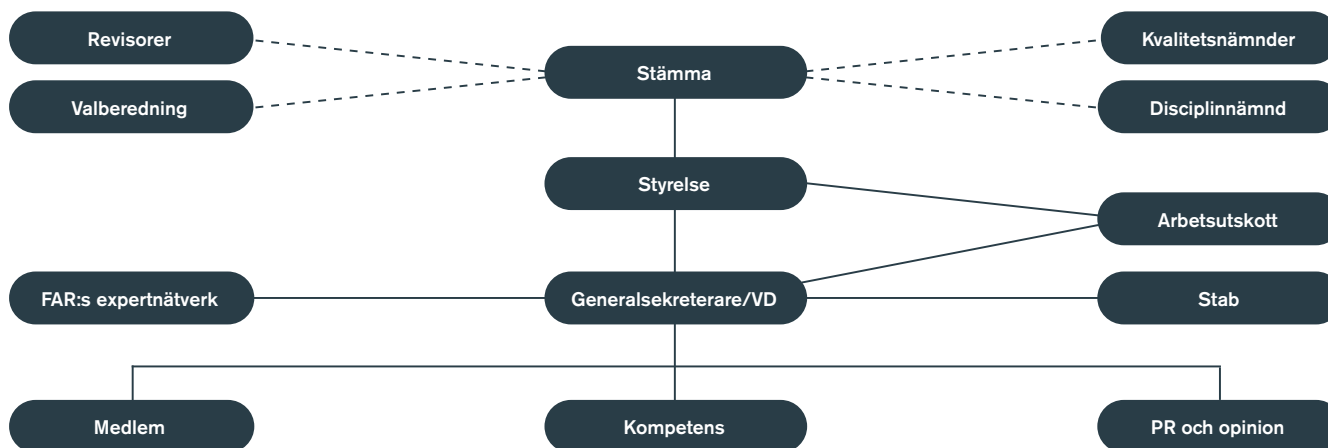 Revisorer
Kvalitetsnämnder
Stämma
Valberedning
Disciplinnämnd
Styrelse
Arbetsutskott
FAR:s expertnätverk
Generalsekreterare/VD
Stab
Medlem
Kompetens
PR och opinion